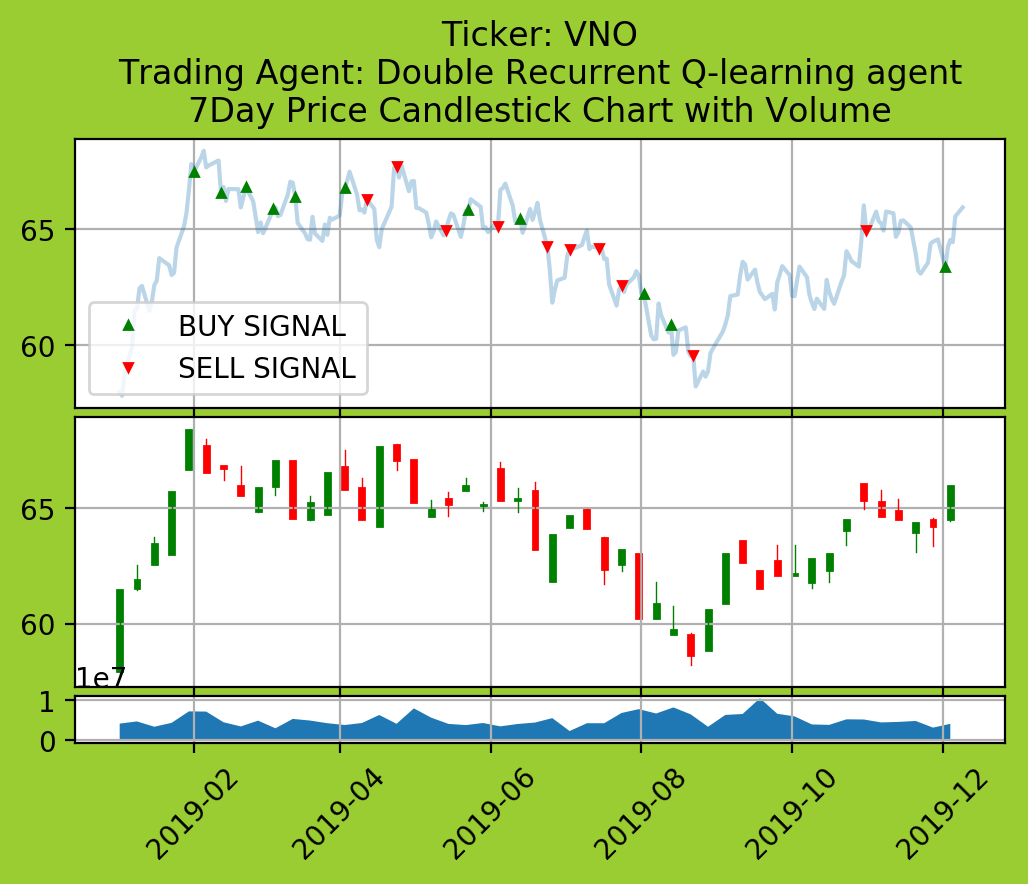 Ticker: VNO
Trading Agent: Double Recurrent Q-learning agent
7Day Price Candlestick Chart with Volume
65
60
BUY SIGNAL
SELL SIGNAL
65
60
1e7
1
0
2019-02
2019-04
2019-06
2019-08
2019-10
2019-12